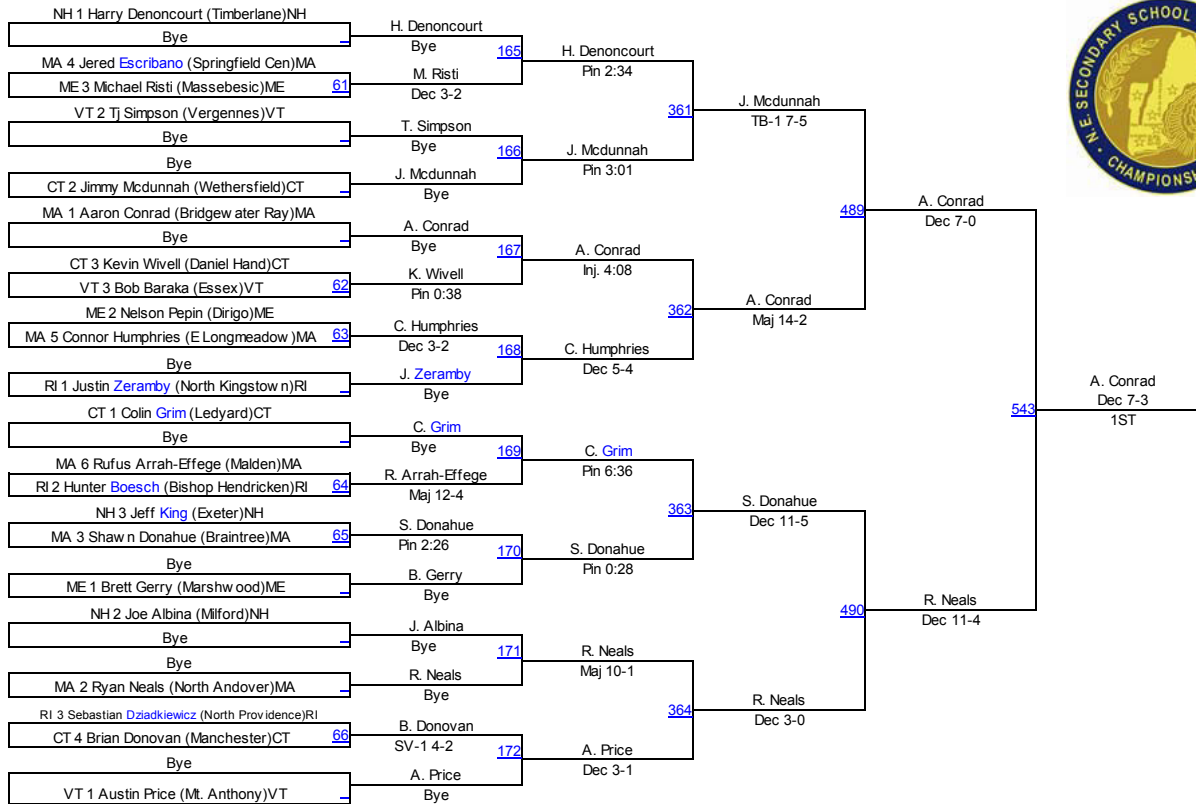 NH 1 Harry Denoncourt (Timberlane)NH
Bye
MA 4 Jered Escribano (Springfield Cen)MA
ME 3 Michael Risti (Massebesic)ME 61
VT 2 Tj Simpson (Vergennes)VT
Bye
Bye
CT 2 Jimmy Mcdunnah (Wethersfield)CT
MA 1 Aaron Conrad (Bridgewater Ray)MA
Bye
CT 3 Kevin Wivell (Daniel Hand)CT
VT 3 Bob Baraka (Essex)VT 62
ME 2 Nelson Pepin (Dirigo)ME
MA 5 Connor Humphries (E Longmeadow)MA 63
Bye
RI 1 Justin Zeramby (North Kingstown)RI
CT 1 Colin Grim (Ledyard)CT
Bye
MA 6 Rufus Arrah-Effege (Malden)MA
RI 2 Hunter Boesch (Bishop Hendricken)RI 64
NH 3 Jeff King (Exeter)NH
MA 3 Shawn Donahue (Braintree)MA 65
Bye
ME 1 Brett Gerry (Marshwood)ME
NH 2 Joe Albina (Milford)NH
Bye
Bye
MA 2 Ryan Neals (North Andover)MA
RI 3 Sebastian Dziadkiewicz (North Providence)RI
CT 4 Brian Donovan (Manchester)CT 66
Bye
VT 1 Austin Price (Mt. Anthony)VT
H. Denoncourt
Bye 165
M. Risti
Dec 3-2
T. Simpson
Bye 166
J. Mcdunnah
Bye
A. Conrad
Bye 167
K. Wivell
Pin 0:38
C. Humphries
Dec 3-2 168
J. Zeramby
Bye
C. Grim
Bye 169
R. Arrah-Effege
Maj 12-4
S. Donahue
Pin 2:26 170
B. Gerry
Bye
J. Albina
Bye 171
R. Neals
Bye
B. Donovan
SV-1 4-2 172
A. Price
Bye
H. Denoncourt
Pin 2:34
361
J. Mcdunnah
Pin 3:01
A. Conrad
Inj. 4:08
362
C. Humphries
Dec 5-4
C. Grim
Pin 6:36
363
S. Donahue
Pin 0:28
R. Neals
Maj 10-1
364
A. Price
Dec 3-1
J. Mcdunnah
TB-1 7-5
489
A. Conrad
Maj 14-2
S. Donahue
Dec 11-5
490
R. Neals
Dec 3-0
A. Conrad
Dec 7-0
543
R. Neals
Dec 11-4
A. Conrad
Dec 7-3
1ST
N.E. SECONDARY SCHOOL
CHAMPIONSH